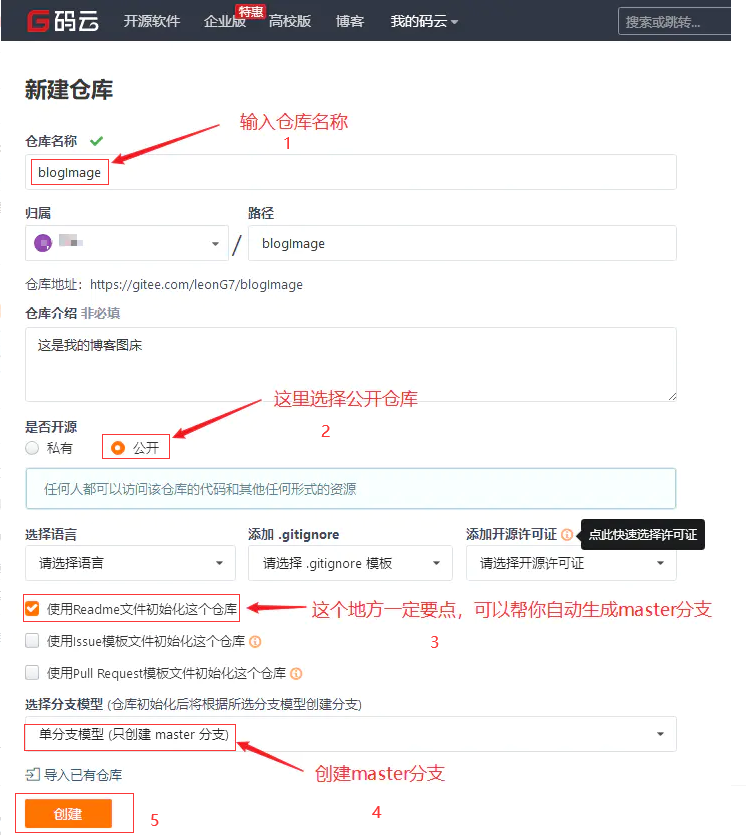 G码云 开源软件 企业版 特惠 高校版 博客 我的码云 搜索或跳转...
新建仓库
仓库名称
输入仓库名称
1
blogImage
归属 路径
/ blogImage
仓库地址：https://gitee.com/leonG7/blogImage
仓库介绍 非必填
这是我的博客图床
这里选择公开仓库
2
是否开源
私有 公开
任何人都可以访问该仓库的代码和其他任何形式的资源
选择语言 添加 .gitignore 添加开源许可证 点此快速选择许可证
请选择语言 请选择 .gitignore 模板 请选择开源许可证
使用Readme文件初始化这个仓库 这个地方一定要点，可以帮你自动生成master分支
3
使用Issue模板文件初始化这个仓库
使用Pull Request模板文件初始化这个仓库
选择分支模型 (仓库初始化后将根据所选分支模型创建分支)
单分支模型 (只创建 master 分支)
导入已有仓库
创建master分支
4
创建 5